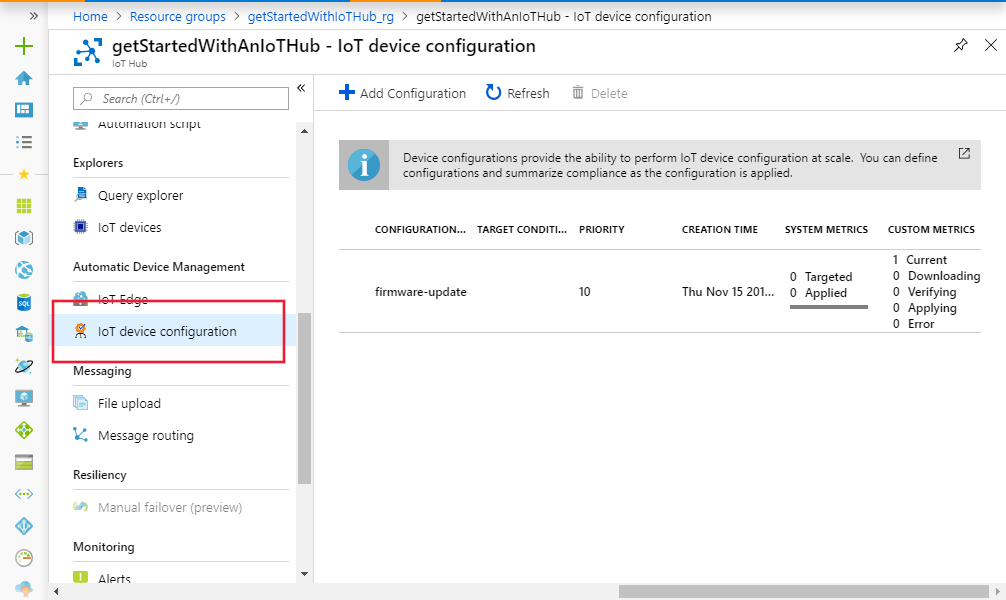 Home > Resource groups > getStartedWithIoTHub_rg > getStartedWithAnIoTHub - IoT device configuration
getStartedWithAnIoTHub - IoT device configuration
IoT Hub
Search (Ctrl+/)
Automation script
Explorers
Query explorer
IoT devices
Automatic Device Management
IoT Edge
IoT device configuration
Messaging
File upload
Message routing
Resiliency
Manual failover (preview)
Monitoring
Alerts
Add Configuration Refresh Delete
Device configurations provide the ability to perform IoT device configuration at scale. You can define
configurations and summarize compliance as the configuration is applied.
CONFIGURATION... TARGET CONDITI... PRIORITY CREATION TIME SYSTEM METRICS CUSTOM METRICS
firmware-update 10 Thu Nov 15 201...
0 Targeted
0 Applied
1 Current
0 Downloading
0 Verifying
0 Applying
0 Error
SQL